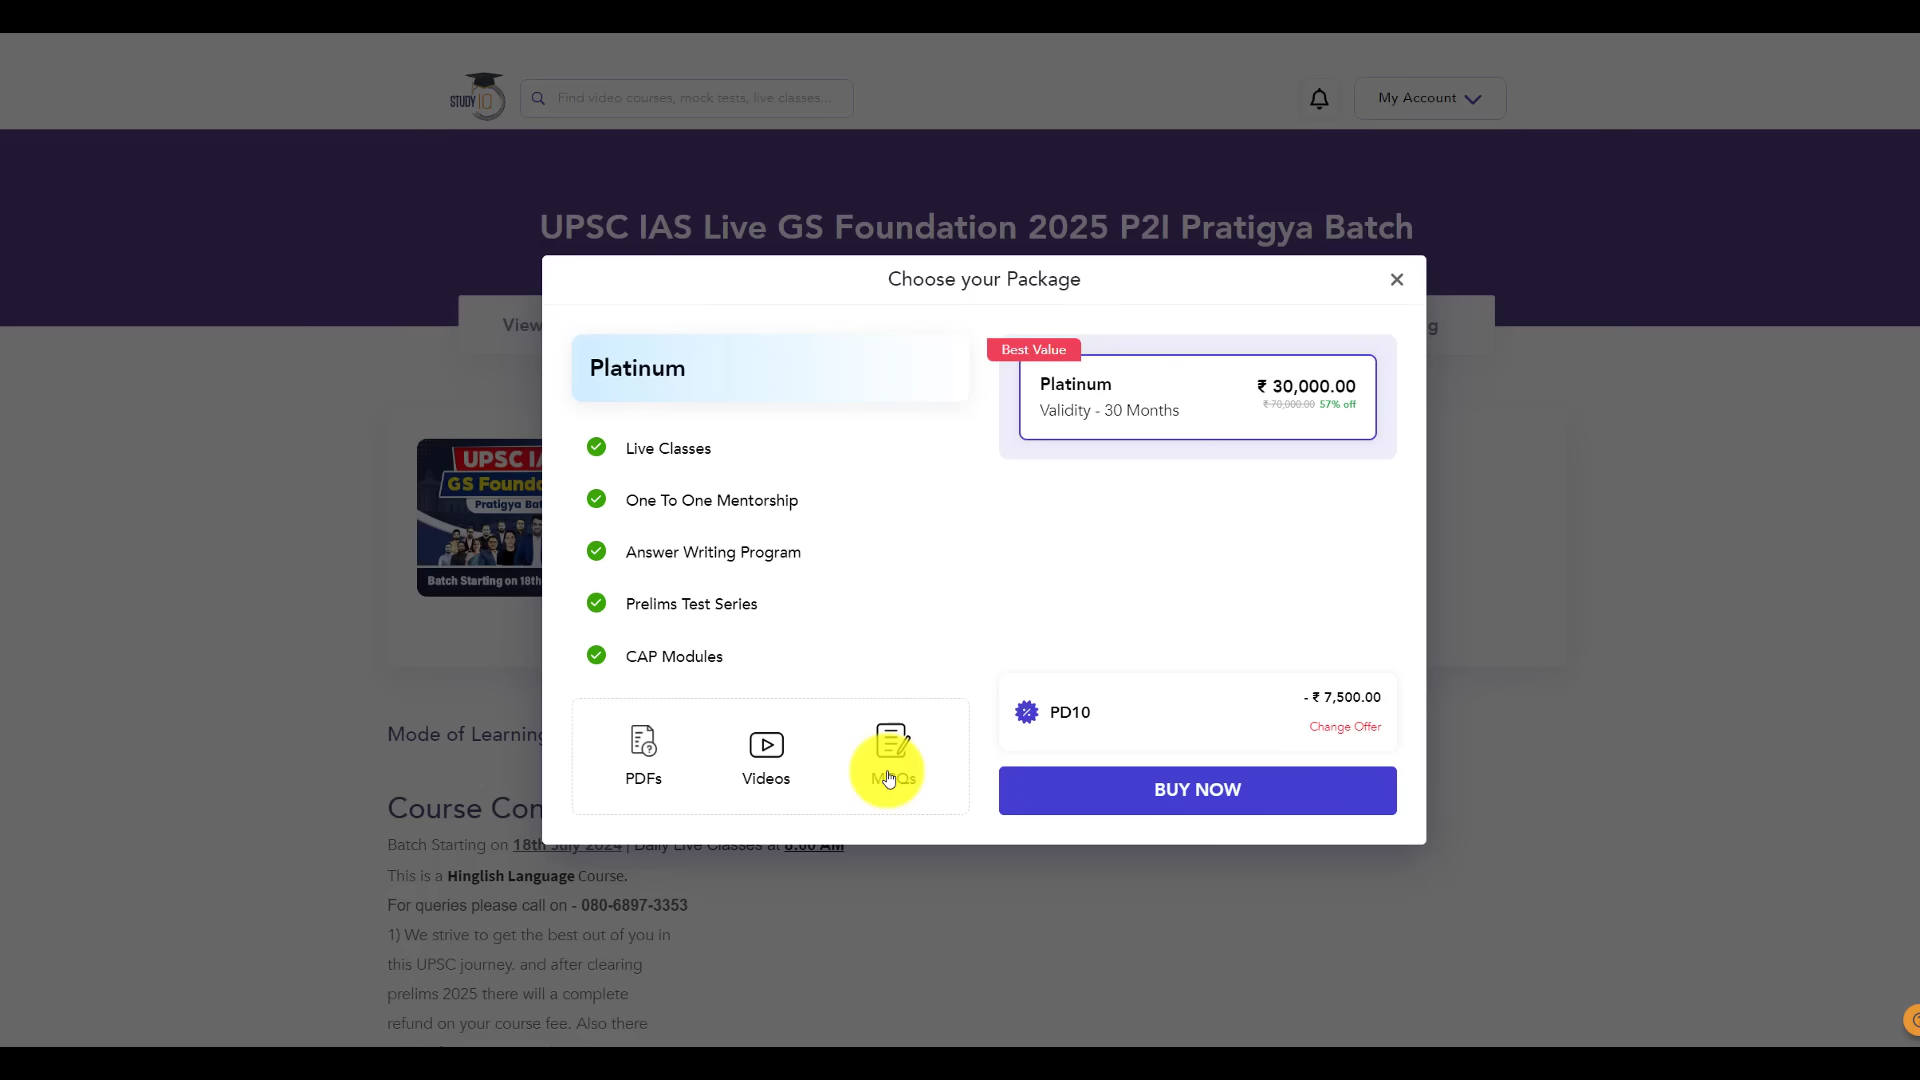 STUDY IQ
Find video courses, mock tests, live classes...
My Account
UPSC IAS Live GS Foundation 2025 P2I Pratigya Batch
View
g
Choose your Package
Platinum
Best Value
Platinum
₹ 30,000.00
Validity - 30 Months
₹ 70,000.00 57% off
Live Classes
One To One Mentorship
Answer Writing Program
Prelims Test Series
CAP Modules
PDFs
Videos
MCQs
PD10
- ₹ 7,500.00
Change Offer
BUY NOW
UPSC IA
GS Founda
Pratigya Bat
Batch Starting on 18th
Mode of Learning
Course Con
Batch Starting on 18th July 2024 | Daily Live Classes at 8:00 AM
This is a Hinglish Language Course.
For queries please call on - 080-6897-3353
1) We strive to get the best out of you in
this UPSC journey. and after clearing
prelims 2025 there will a complete
refund on your course fee. Also there